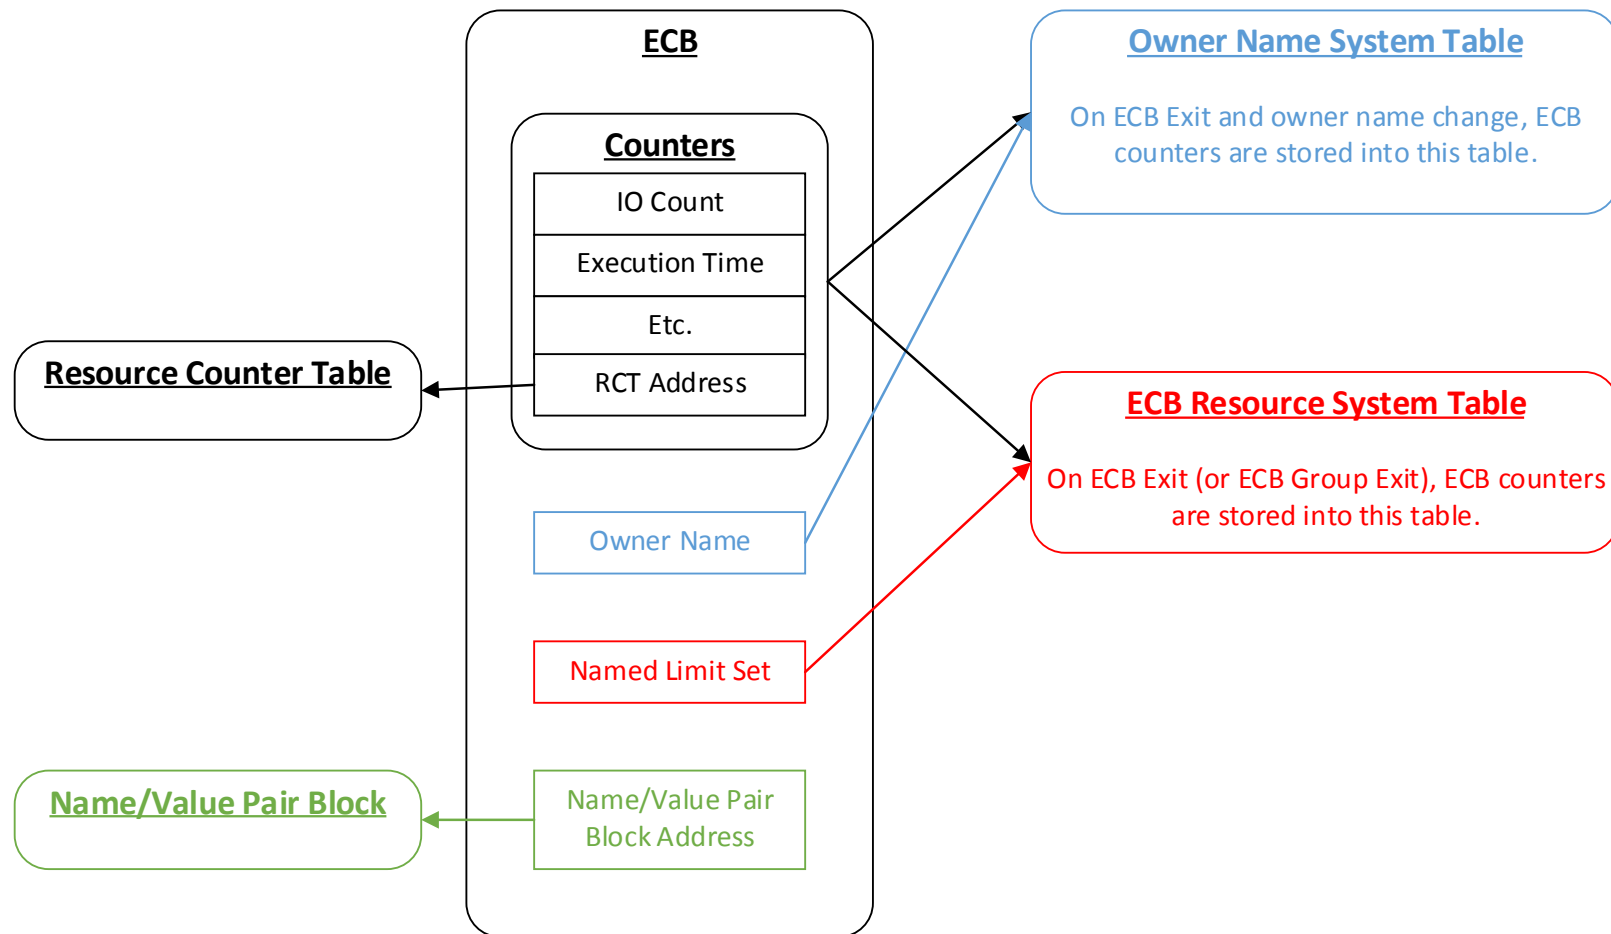 ECB
Counters
IO Count
Execution Time
Etc.
RCT Address
Owner Name
Named Limit Set
Name/Value Pair
Block Address
Resource Counter Table
Name/Value Pair Block
Owner Name System Table
On ECB Exit and owner name change, ECB
counters are stored into this table.
ECB Resource System Table
On ECB Exit (or ECB Group Exit), ECB counters
are stored into this table.